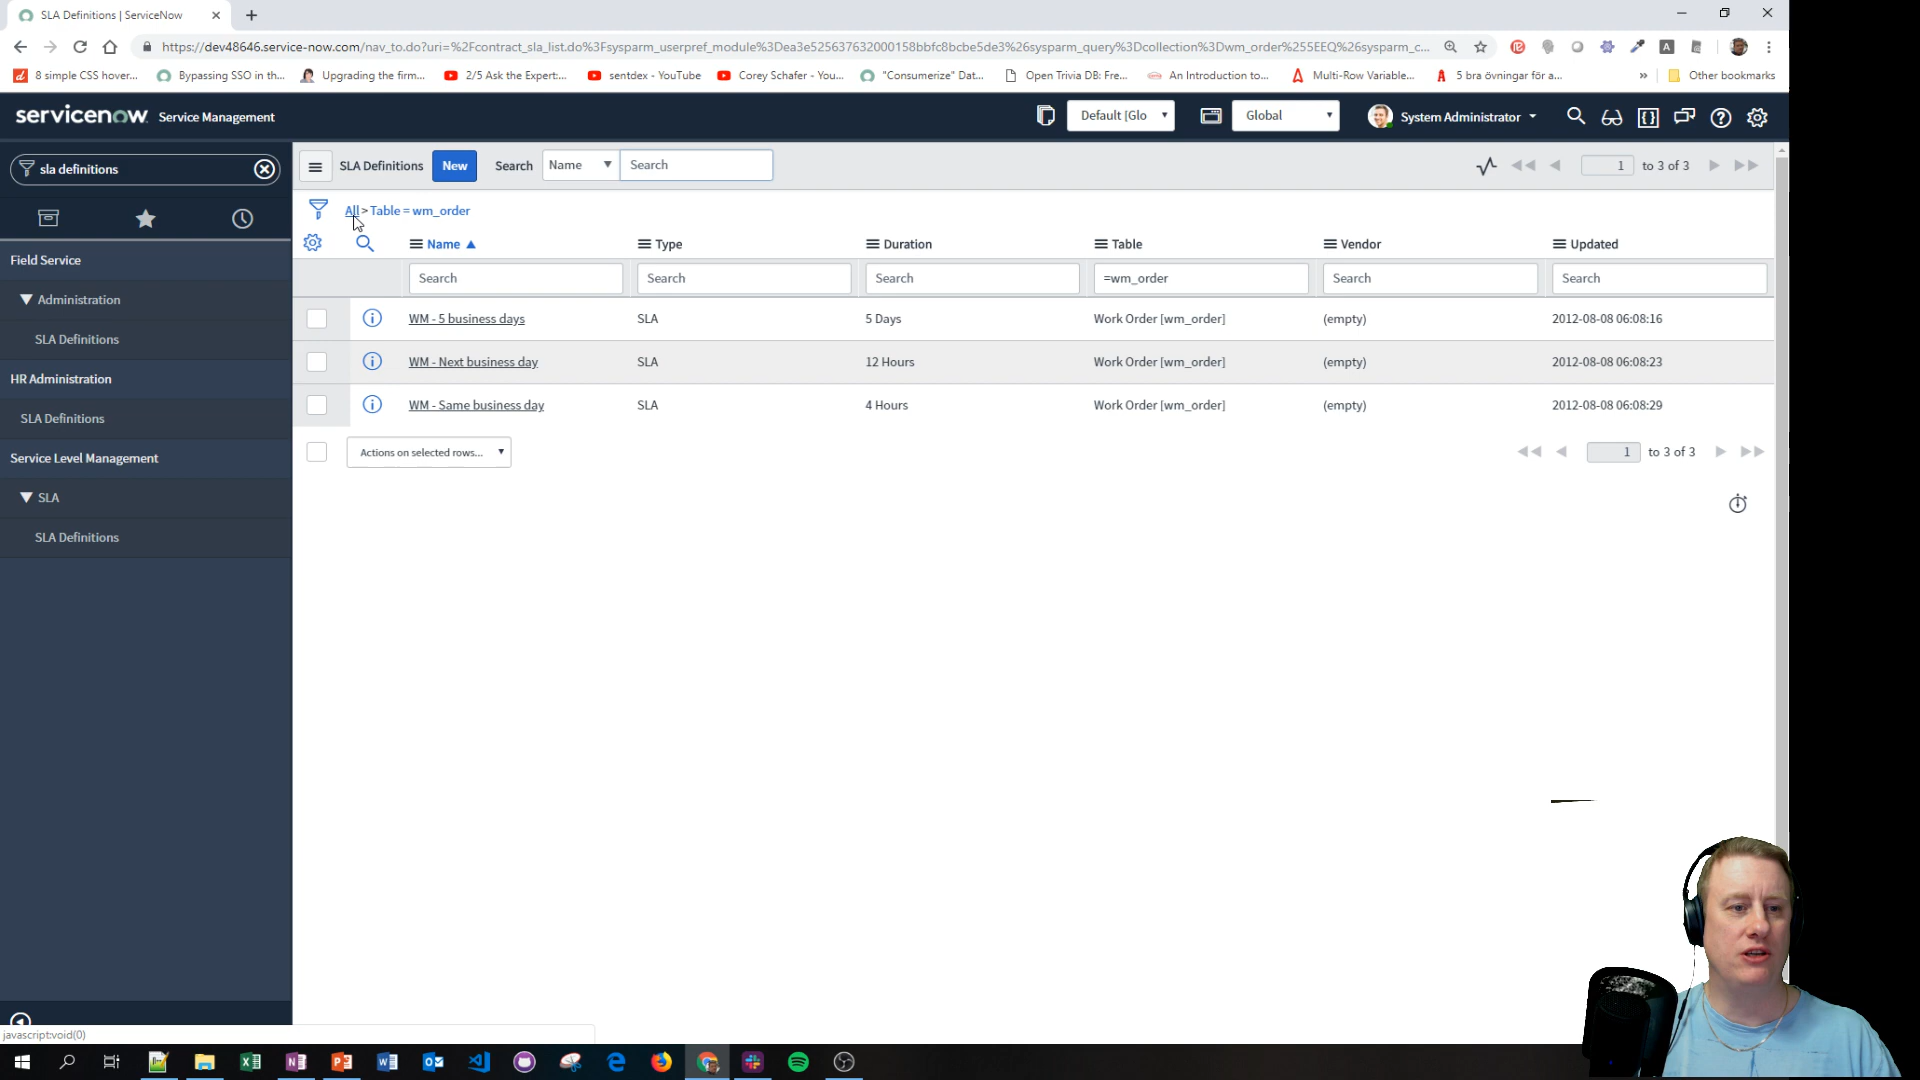 SLA Definitions | ServiceNow
https://dev48646.service-now.com/nav_to.do?uri=%2Fcontract_sla_list.do%3Fsysparm_userpref_module%3Dea3e525637632000158bbfc8bcbe5de3%26sysparm_query%3Dcollection%3Dwm_order%255EEQ%26sysparm_c...
8 simple CSS hover... Bypassing SSO in th... Upgrading the firm... 2/5 Ask the Expert:... sentdex - YouTube Corey Schafer - You... "Consumerize" Dat... Open Trivia DB: Fre... An Introduction to... Multi-Row Variable... 5 bra övningar för a... » Other bookmarks
servicenow Service Management Default |Glo Global System Administrator
sla definitions
SLA Definitions New Search Name Search 1 to 3 of 3
All > Table = wm_order
Name Type Duration Table Vendor Updated
Search Search Search =wm_order Search Search
WM - 5 business days SLA 5 Days Work Order [wm_order] (empty) 2012-08-08 06:08:16
WM - Next business day SLA 12 Hours Work Order [wm_order] (empty) 2012-08-08 06:08:23
WM - Same business day SLA 4 Hours Work Order [wm_order] (empty) 2012-08-08 06:08:29
Actions on selected rows... 1 to 3 of 3
Field Service
Administration
SLA Definitions
HR Administration
SLA Definitions
Service Level Management
SLA
SLA Definitions
javascript:void(0)